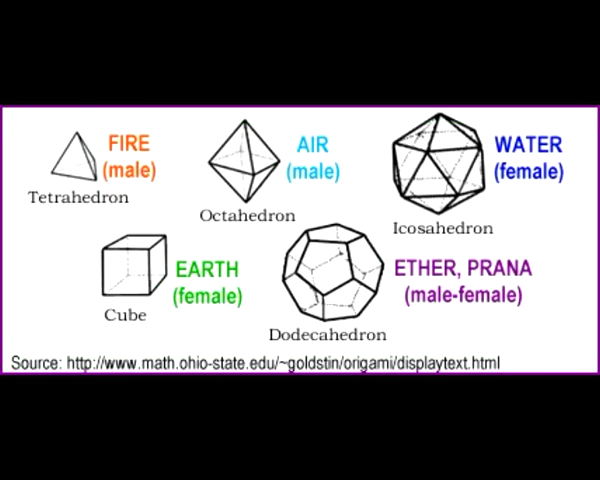 FIRE
(male)
Tetrahedron
AIR
(male)
Octahedron
WATER
(female)
Icosahedron
EARTH
(female)
Cube
ETHER, PRANA
(male-female)
Dodecahedron
Source: http://www.math.ohio-state.edu/~goldstin/origami/displaytext.html